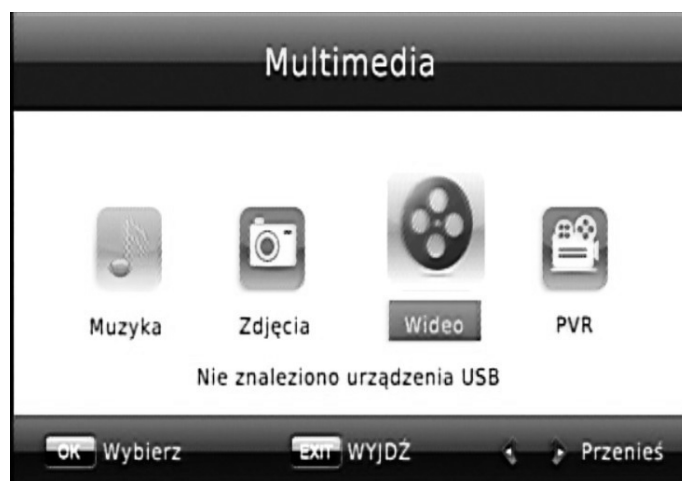 Multimedia
Muzyka Zdjęcia Wideo PVR
Nie znaleziono urządzenia USB
OK Wybierz EXIT WYJDŹ Przenieś